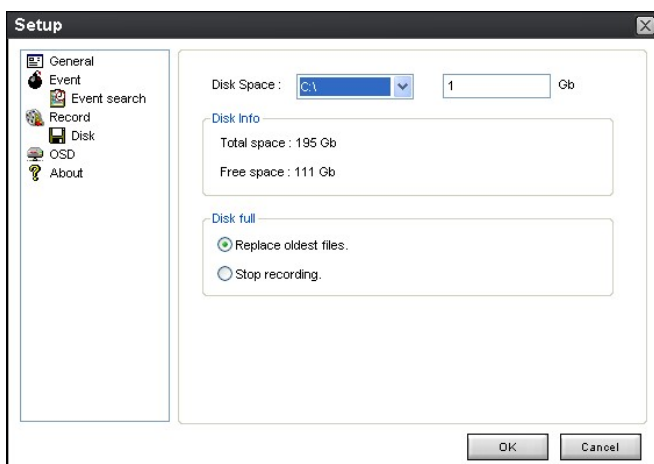 Setup
General
Event
Event search
Record
Disk
OSD
About
Disk Space : C:\ 1 Gb
Disk Info
Total space : 195 Gb
Free space : 111 Gb
Disk full
Replace oldest files.
Stop recording.
OK Cancel